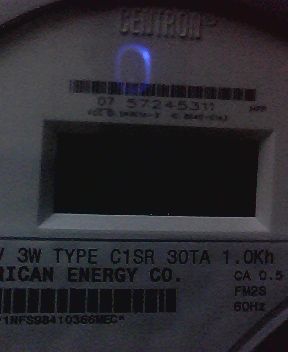 CENTRON
07 57245311
V 3W TYPE C1SR 30TA 1.0Kh
RICAN ENERGY CO.
CA 0.5
FM2S
60Hz